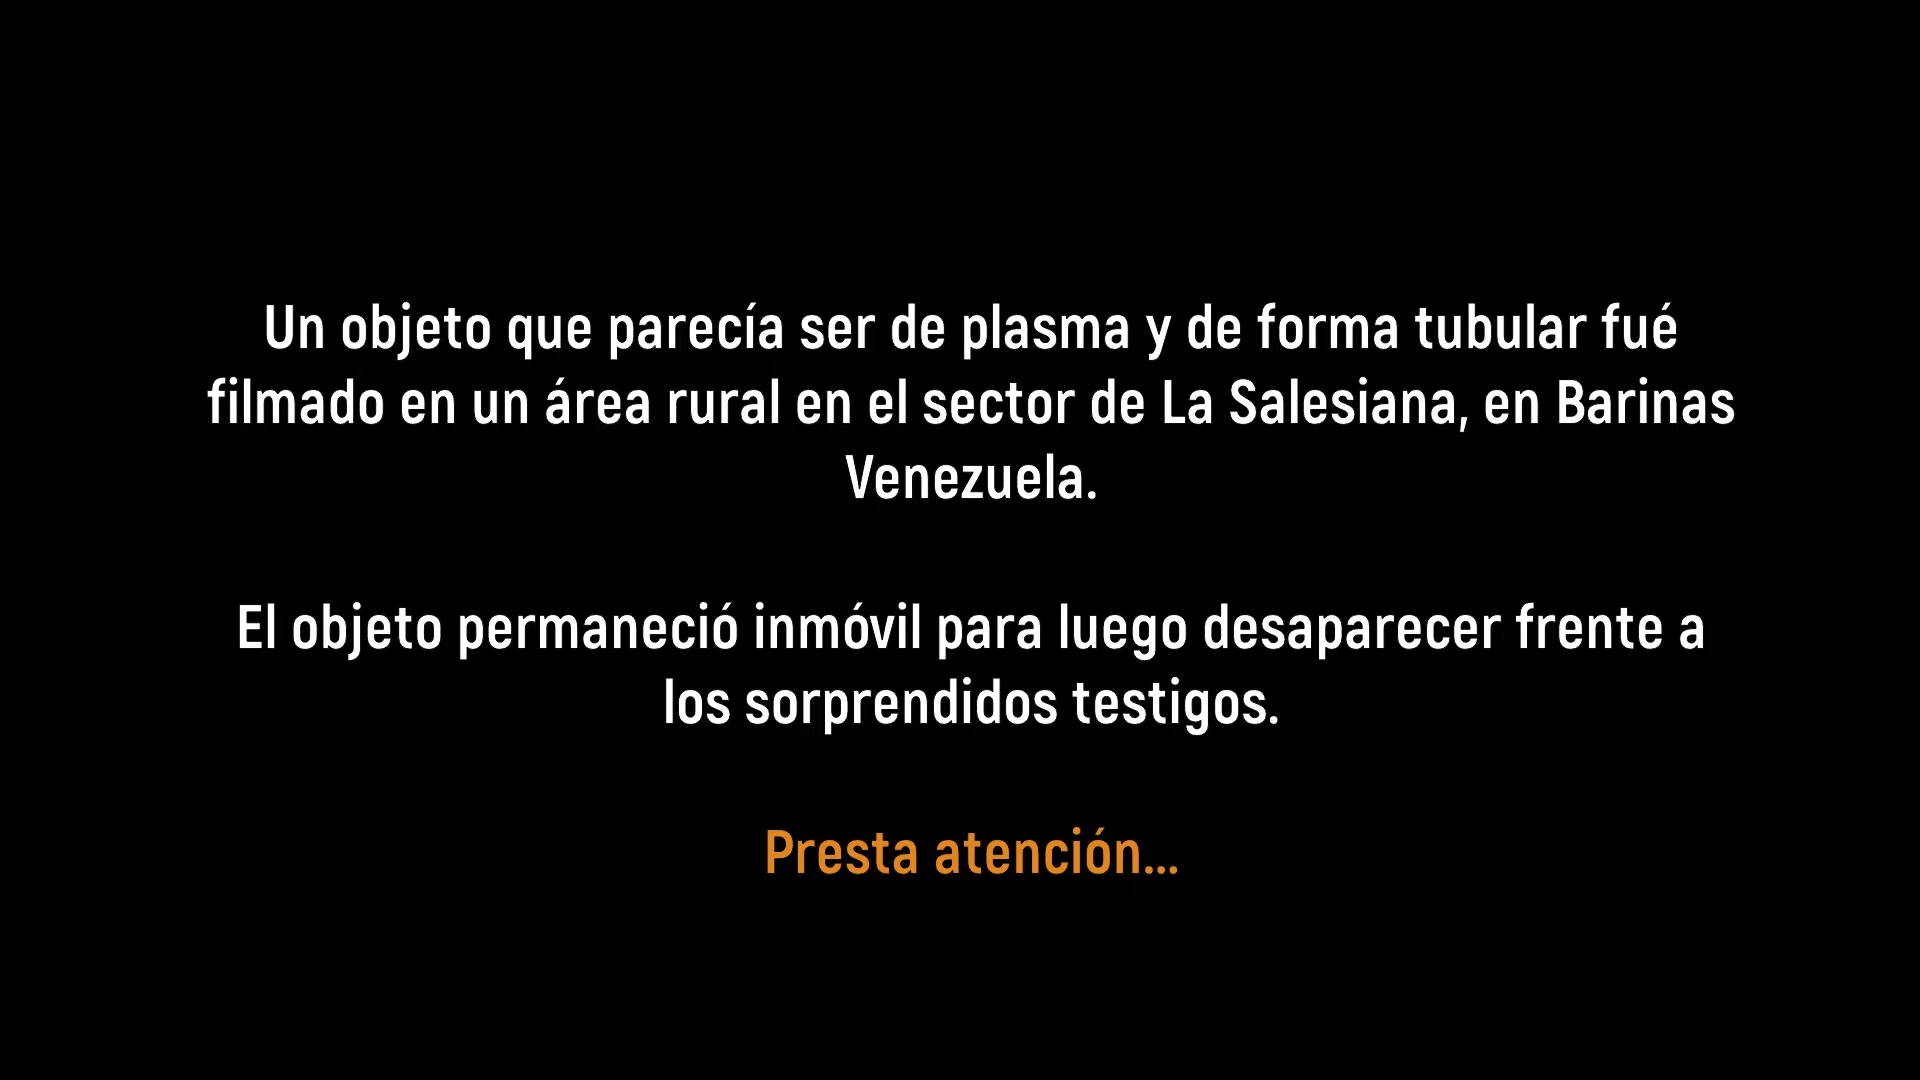 Un objeto que parecía ser de plasma y de forma tubular fué
filmado en un área rural en el sector de La Salesiana, en Barinas
Venezuela.
El objeto permaneció inmóvil para luego desaparecer frente a
los sorprendidos testigos.
Presta atención...